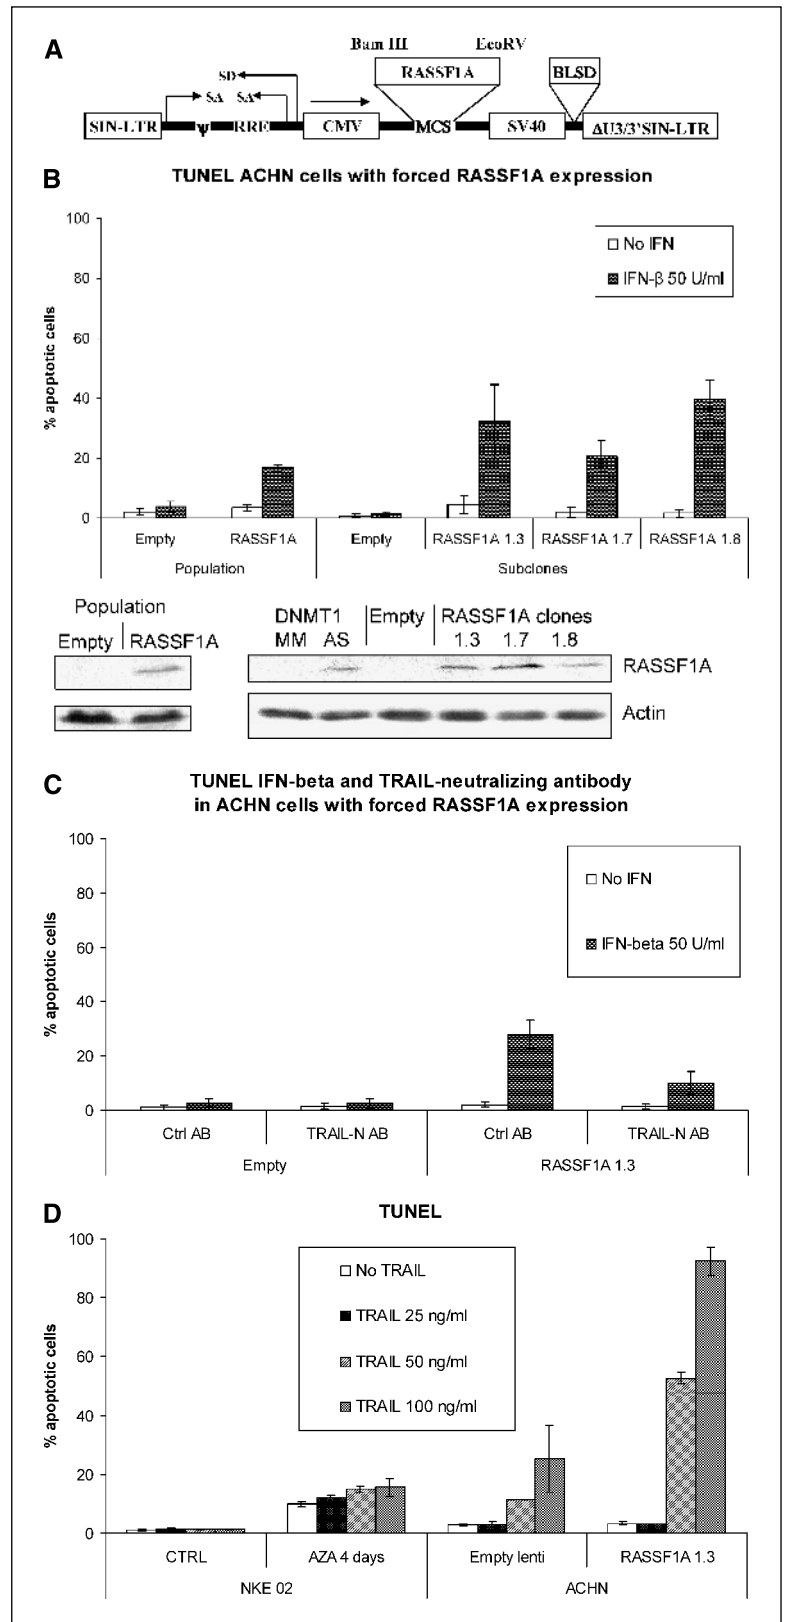 A
Bam III EcoRV
RASSF1A BLSD
SD
SA SA
SIN-LTR ψ RRE CMV MCS SV40 ΔU3/3'SIN-LTR
B
TUNEL ACHN cells with forced RASSF1A expression
100
80
60
40
20
0
% apoptotic cells
No IFN
IFN-β 50 U/ml
Empty RASSF1A Empty RASSF1A 1.3 RASSF1A 1.7 RASSF1A 1.8
Population Subclones
Population
Empty RASSF1A
DNMT1 Empty RASSF1A clones
MM AS 1.3 1.7 1.8
RASSF1A
Actin
C
TUNEL IFN-beta and TRAIL-neutralizing antibody
in ACHN cells with forced RASSF1A expression
100
80
60
40
20
0
% apoptotic cells
No IFN
IFN-beta 50 U/ml
Ctrl AB TRAIL-N AB Ctrl AB TRAIL-N AB
Empty RASSF1A 1.3
D
TUNEL
100
80
60
40
20
0
% apoptotic cells
No TRAIL
TRAIL 25 ng/ml
TRAIL 50 ng/ml
TRAIL 100 ng/ml
CTRL AZA 4 days Empty lenti RASSF1A 1.3
NKE 02 ACHN